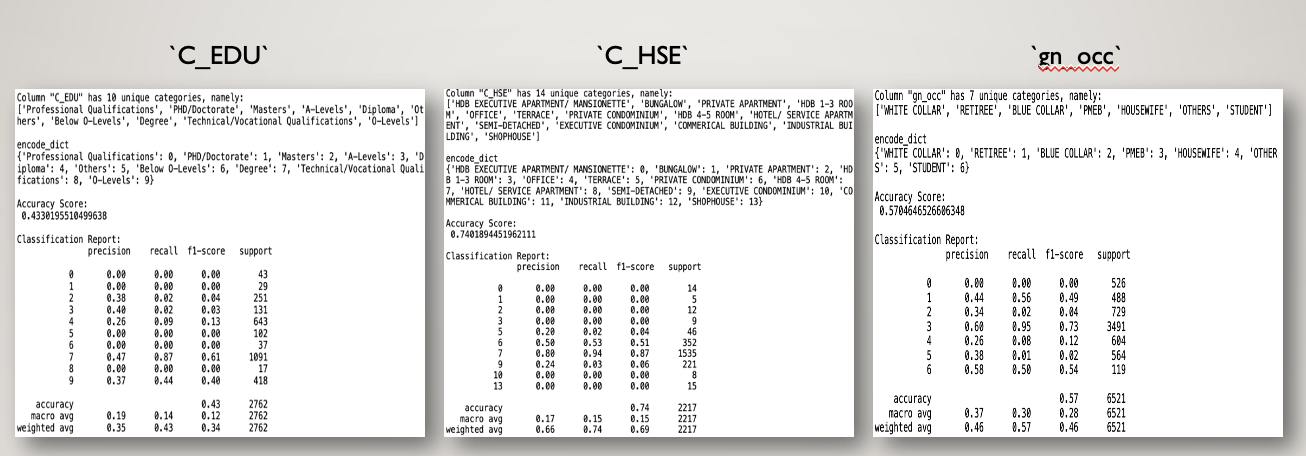 `C_EDU`
Column "C_EDU" has 10 unique categories, namely:
['Professional Qualifications', 'PHD/Doctorate', 'Masters', 'A-Levels', 'Diploma', 'Ot
hers', 'Below O-Levels', 'Degree', 'Technical/Vocational Qualifications', 'O-Levels']
encode_dict
{'Professional Qualifications': 0, 'PHD/Doctorate': 1, 'Masters': 2, 'A-Levels': 3, 'D
iploma': 4, 'Others': 5, 'Below O-Levels': 6, 'Degree': 7, 'Technical/Vocational Quali
fications': 8, 'O-Levels': 9}
Accuracy Score:
0.4330195510499638
Classification Report:
precision recall f1-score support
0 0.00 0.00 0.00 43
1 0.00 0.00 0.00 29
2 0.38 0.02 0.04 251
3 0.40 0.02 0.03 131
4 0.26 0.09 0.13 643
5 0.00 0.00 0.00 102
6 0.00 0.00 0.00 37
7 0.47 0.87 0.61 1091
8 0.00 0.00 0.00 17
9 0.37 0.44 0.40 418
accuracy 0.43 2762
macro avg 0.19 0.14 0.12 2762
weighted avg 0.35 0.43 0.34 2762
`C_HSE`
Column "C_HSE" has 14 unique categories, namely:
['HDB EXECUTIVE APARTMENT/ MANSIONETTE', 'BUNGALOW', 'PRIVATE APARTMENT', 'HDB 1-3 ROO
M', 'OFFICE', 'TERRACE', 'PRIVATE CONDOMINIUM', 'HDB 4-5 ROOM', 'HOTEL/ SERVICE APARTM
ENT', 'SEMI-DETACHED', 'EXECUTIVE CONDOMINIUM', 'COMMERICAL BUILDING', 'INDUSTRIAL BUI
LDING', 'SHOPHOUSE']
encode_dict
{'HDB EXECUTIVE APARTMENT/ MANSIONETTE': 0, 'BUNGALOW': 1, 'PRIVATE APARTMENT': 2, 'HD
B 1-3 ROOM': 3, 'OFFICE': 4, 'TERRACE': 5, 'PRIVATE CONDOMINIUM': 6, 'HDB 4-5 ROOM':
7, 'HOTEL/ SERVICE APARTMENT': 8, 'SEMI-DETACHED': 9, 'EXECUTIVE CONDOMINIUM': 10, 'CO
MMERICAL BUILDING': 11, 'INDUSTRIAL BUILDING': 12, 'SHOPHOUSE': 13}
Accuracy Score:
0.7401894451962111
Classification Report:
precision recall f1-score support
0 0.00 0.00 0.00 14
1 0.00 0.00 0.00 5
2 0.00 0.00 0.00 12
3 0.00 0.00 0.00 9
5 0.20 0.02 0.04 46
6 0.50 0.53 0.51 352
7 0.80 0.94 0.87 1535
9 0.24 0.03 0.06 221
10 0.00 0.00 0.00 8
13 0.00 0.00 0.00 15
accuracy 0.74 2217
macro avg 0.17 0.15 0.15 2217
weighted avg 0.66 0.74 0.69 2217
`gn_occ`
Column "gn_occ" has 7 unique categories, namely:
['WHITE COLLAR', 'RETIREE', 'BLUE COLLAR', 'PMEB', 'HOUSEWIFE', 'OTHERS', 'STUDENT']
encode_dict
{'WHITE COLLAR': 0, 'RETIREE': 1, 'BLUE COLLAR': 2, 'PMEB': 3, 'HOUSEWIFE': 4, 'OTHER
S': 5, 'STUDENT': 6}
Accuracy Score:
0.5704646526606348
Classification Report:
precision recall f1-score support
0 0.00 0.00 0.00 526
1 0.44 0.56 0.49 488
2 0.34 0.02 0.04 729
3 0.60 0.95 0.73 3491
4 0.26 0.08 0.12 604
5 0.38 0.01 0.02 564
6 0.58 0.50 0.54 119
accuracy 0.57 6521
macro avg 0.37 0.30 0.28 6521
weighted avg 0.46 0.57 0.46 6521